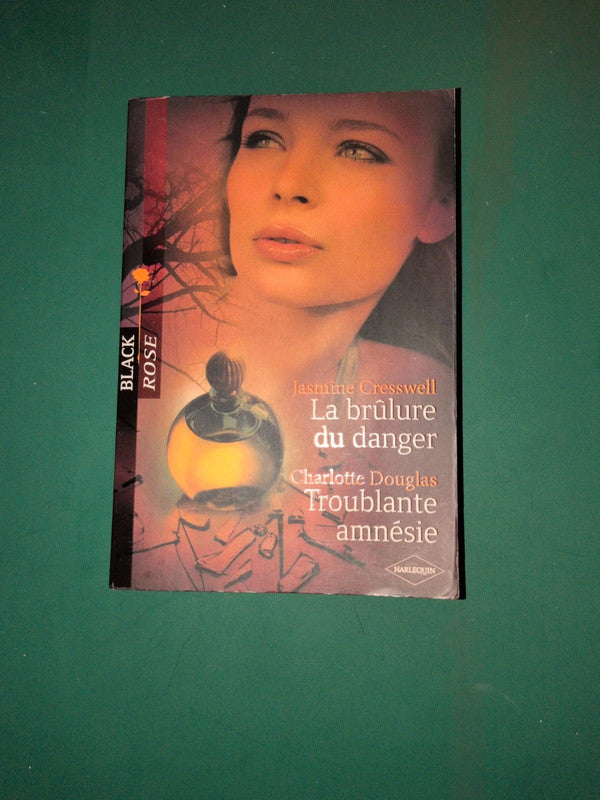 BLACK
ROSE
Jasmine Cresswell
La brûlure
du danger
Charlotte Douglas
Troublante
amnésie
HARLEQUIN